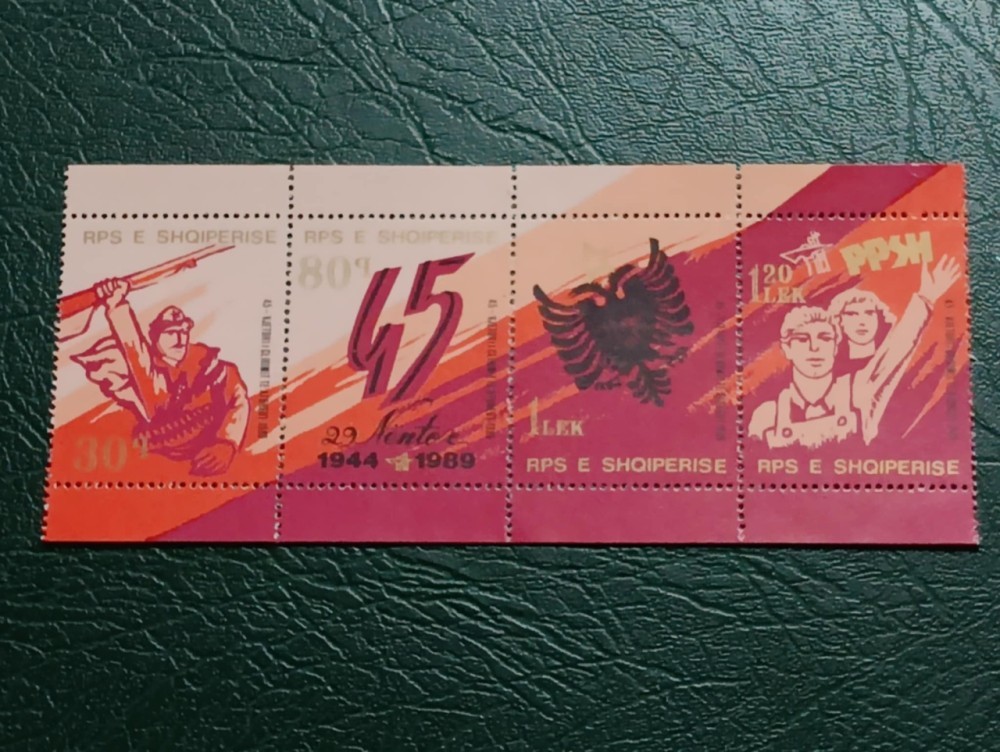 RPS E SHQIPERISE
30q
RPS E SHQIPERISE
80q
45
29 Nëntor
1944 1989
1 LEK
RPS E SHQIPERISE
PPSH
1.20 LEK
RPS E SHQIPERISE